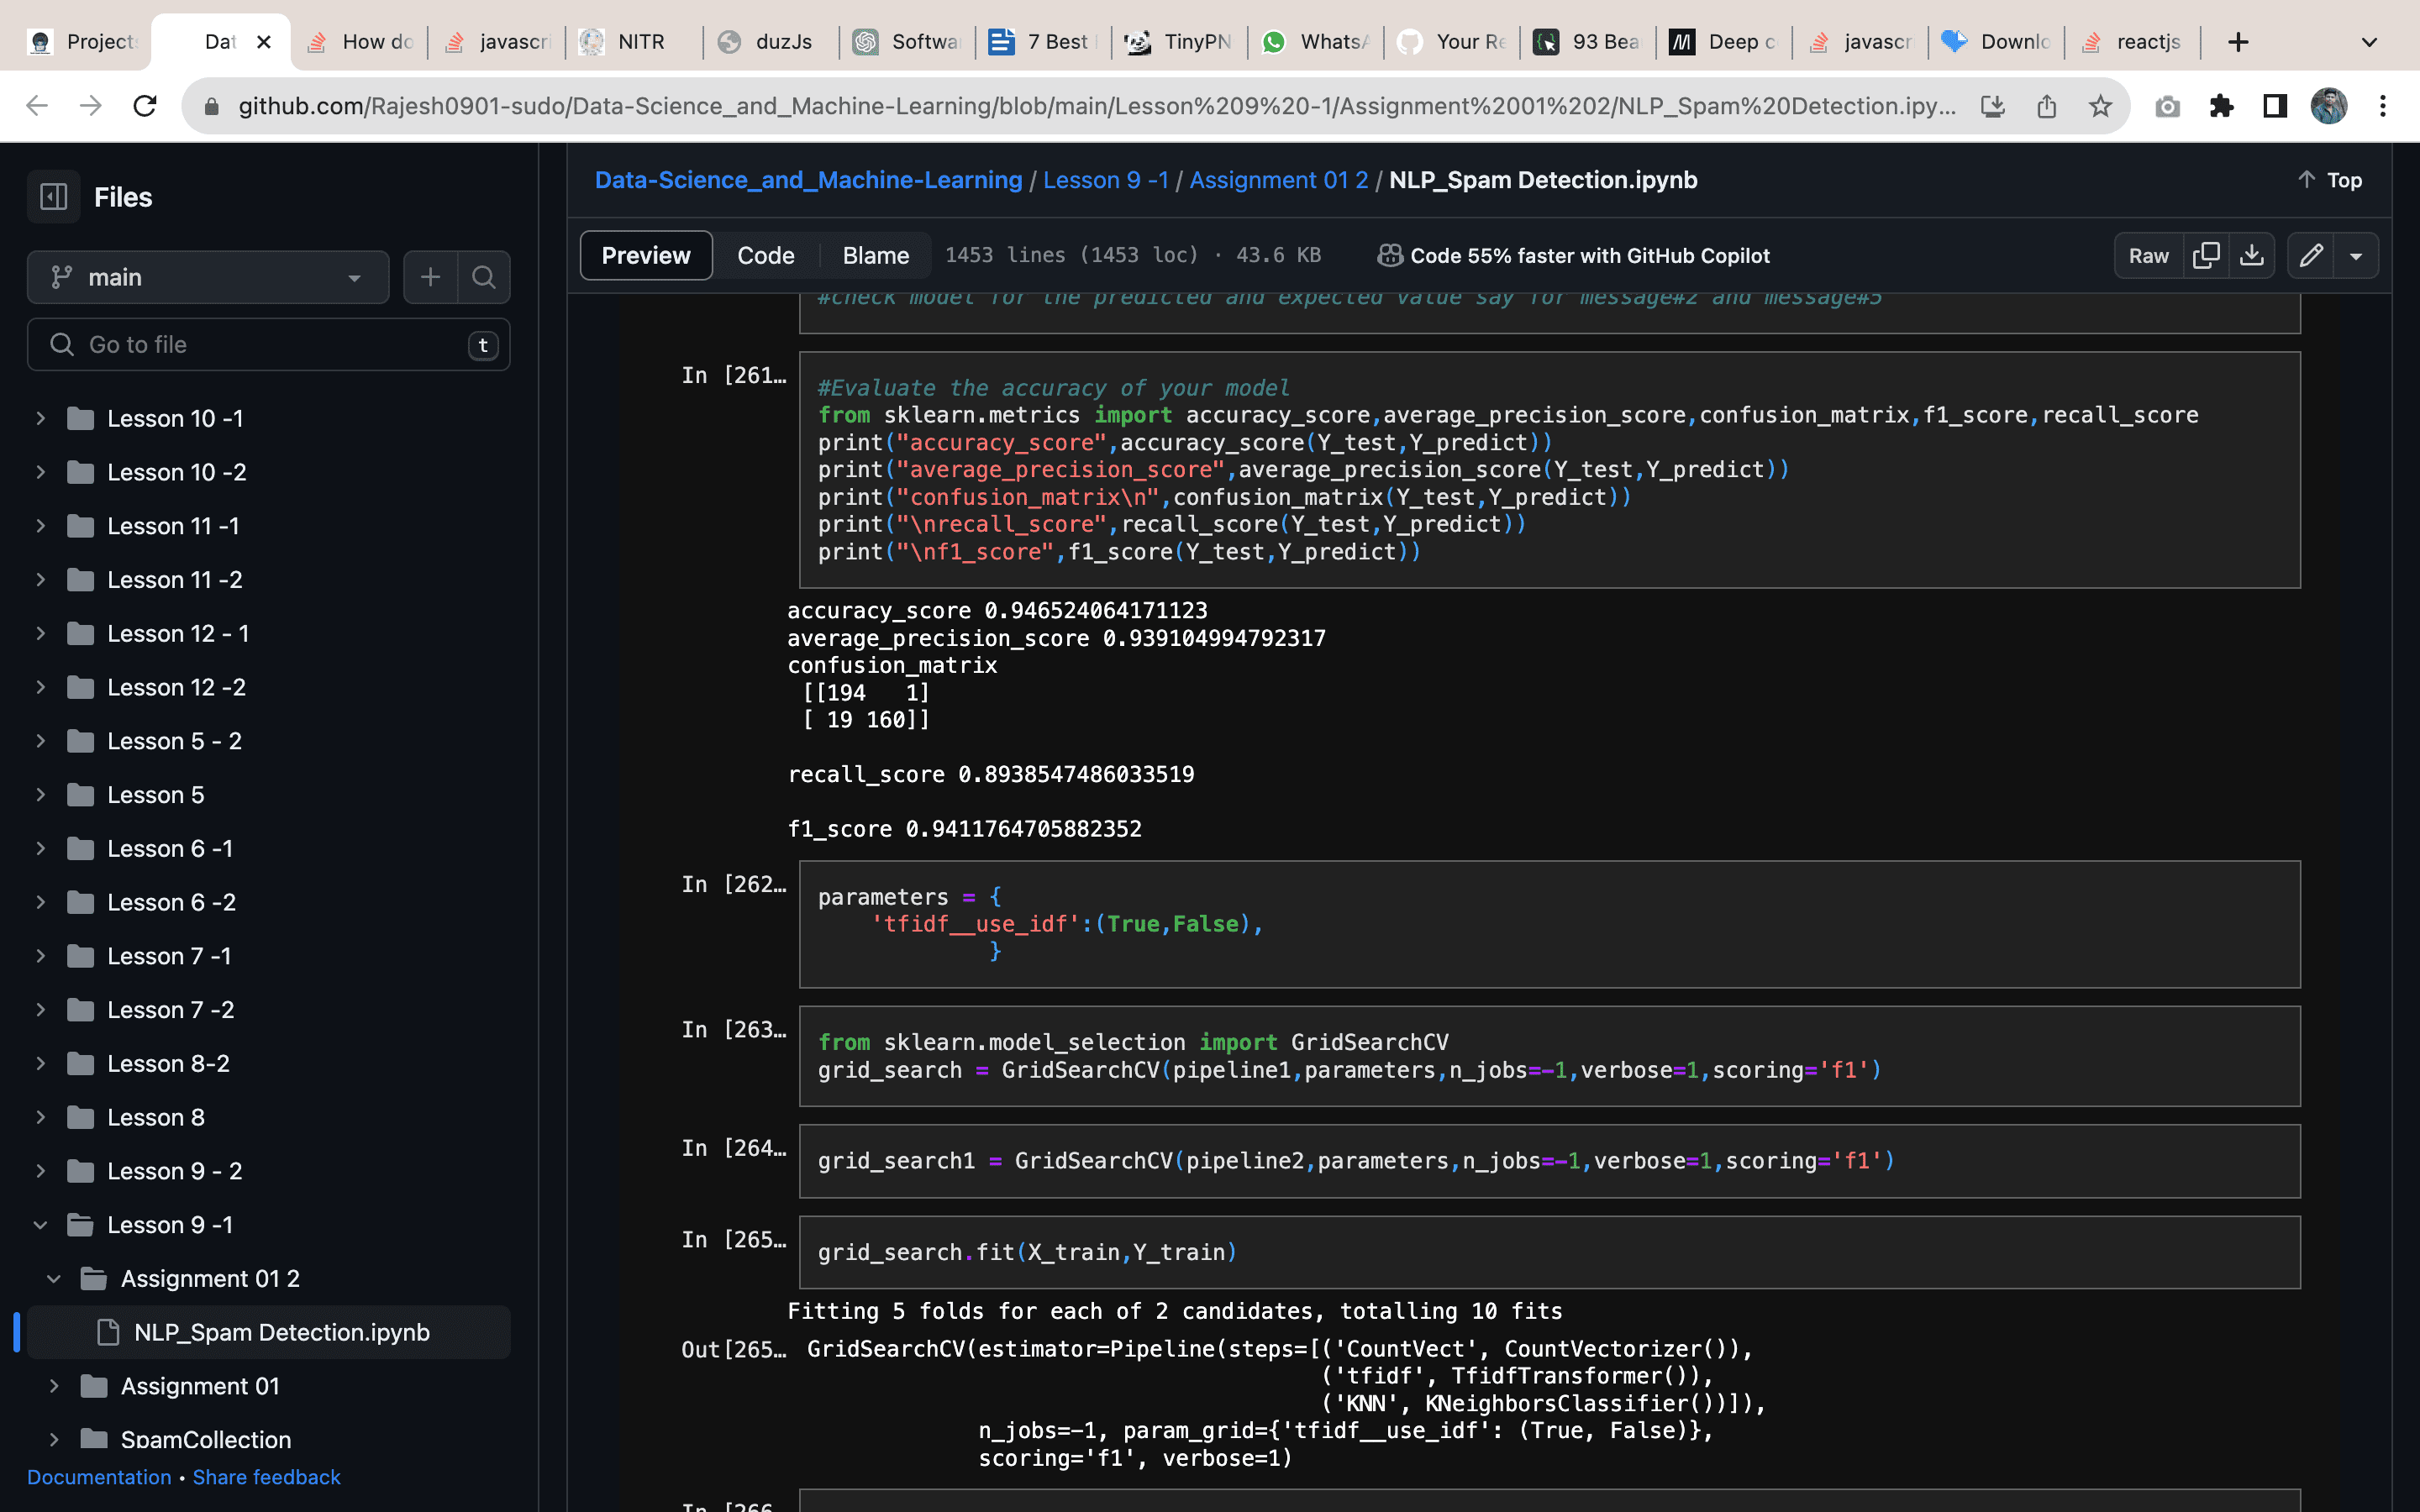 Projects
Dat
How do
javascri
NITR
duzJs
Softwa
7 Best
TinyPN
WhatsA
Your Re
93 Bea
Deep c
javascr
Downlo
reactjs
github.com/Rajesh0901-sudo/Data-Science_and_Machine-Learning/blob/main/Lesson%209%20-1/Assignment%2001%202/NLP_Spam%20Detection.ipy...
Files
main
Go to file
t
Lesson 10 -1
Lesson 10 -2
Lesson 11 -1
Lesson 11 -2
Lesson 12 - 1
Lesson 12 -2
Lesson 5 - 2
Lesson 5
Lesson 6 -1
Lesson 6 -2
Lesson 7 -1
Lesson 7 -2
Lesson 8-2
Lesson 8
Lesson 9 - 2
Lesson 9 -1
Assignment 01 2
NLP_Spam Detection.ipynb
Assignment 01
SpamCollection
Documentation • Share feedback
Data-Science_and_Machine-Learning / Lesson 9 -1 / Assignment 01 2 / NLP_Spam Detection.ipynb
Top
Preview Code Blame 1453 lines (1453 loc) · 43.6 KB Code 55% faster with GitHub Copilot Raw
#check model for the predicted and expected value say for message#2 and message#5
In [261…
#Evaluate the accuracy of your model
from sklearn.metrics import accuracy_score,average_precision_score,confusion_matrix,f1_score,recall_score
print("accuracy_score",accuracy_score(Y_test,Y_predict))
print("average_precision_score",average_precision_score(Y_test,Y_predict))
print("confusion_matrix\n",confusion_matrix(Y_test,Y_predict))
print("\nrecall_score",recall_score(Y_test,Y_predict))
print("\nf1_score",f1_score(Y_test,Y_predict))
accuracy_score 0.946524064171123
average_precision_score 0.939104994792317
confusion_matrix
[[194   1]
[ 19 160]]
recall_score 0.8938547486033519
f1_score 0.9411764705882352
In [262…
parameters = {
'tfidf__use_idf':(True,False),
}
In [263…
from sklearn.model_selection import GridSearchCV
grid_search = GridSearchCV(pipeline1,parameters,n_jobs=-1,verbose=1,scoring='f1')
In [264…
grid_search1 = GridSearchCV(pipeline2,parameters,n_jobs=-1,verbose=1,scoring='f1')
In [265…
grid_search.fit(X_train,Y_train)
Fitting 5 folds for each of 2 candidates, totalling 10 fits
Out[265…
GridSearchCV(estimator=Pipeline(steps=[('CountVect', CountVectorizer()),
('tfidf', TfidfTransformer()),
('KNN', KNeighborsClassifier())]),
n_jobs=-1, param_grid={'tfidf__use_idf': (True, False)},
scoring='f1', verbose=1)
In [266